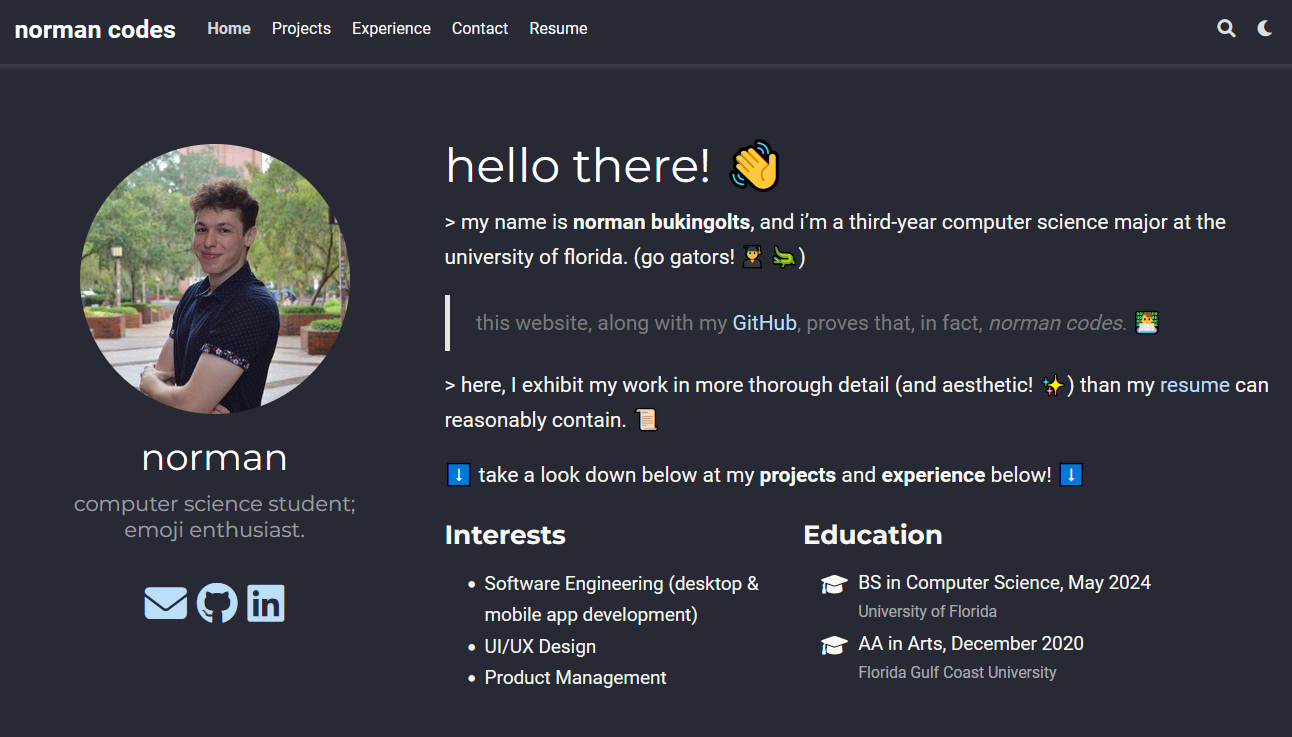 norman codes Home Projects Experience Contact Resume
hello there! 👋
> my name is norman bukingolts, and i’m a third-year computer science major at the
university of florida. (go gators! 👨‍🎓 🐊)
this website, along with my GitHub, proves that, in fact, norman codes. 👨‍💻
> here, I exhibit my work in more thorough detail (and aesthetic! ✨) than my resume can
reasonably contain. 📜
⬇️ take a look down below at my projects and experience below! ⬇️
norman
computer science student;
emoji enthusiast.
Interests
Software Engineering (desktop &
mobile app development)
UI/UX Design
Product Management
Education
BS in Computer Science, May 2024
University of Florida
AA in Arts, December 2020
Florida Gulf Coast University